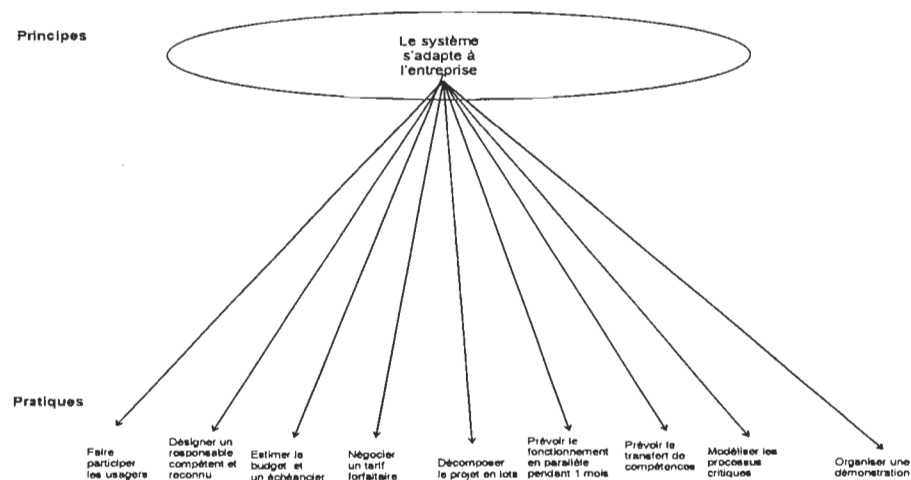 Principes
Le système
s'adapte à
l'entreprise
Pratiques
Faire
participer
les usagers
Désigner un
responsable
compétent et
reconnu
Estimer le
budget et
un échéancier
Négocier
un tarif
forfaitaire
Décomposer
le projet en lots
Prévoir le
fonctionnement
en parallèle
pendant 1 mois
Prévoir le
transfert de
compétences
Modéliser les
processus
critiques
Organiser une
démonstration